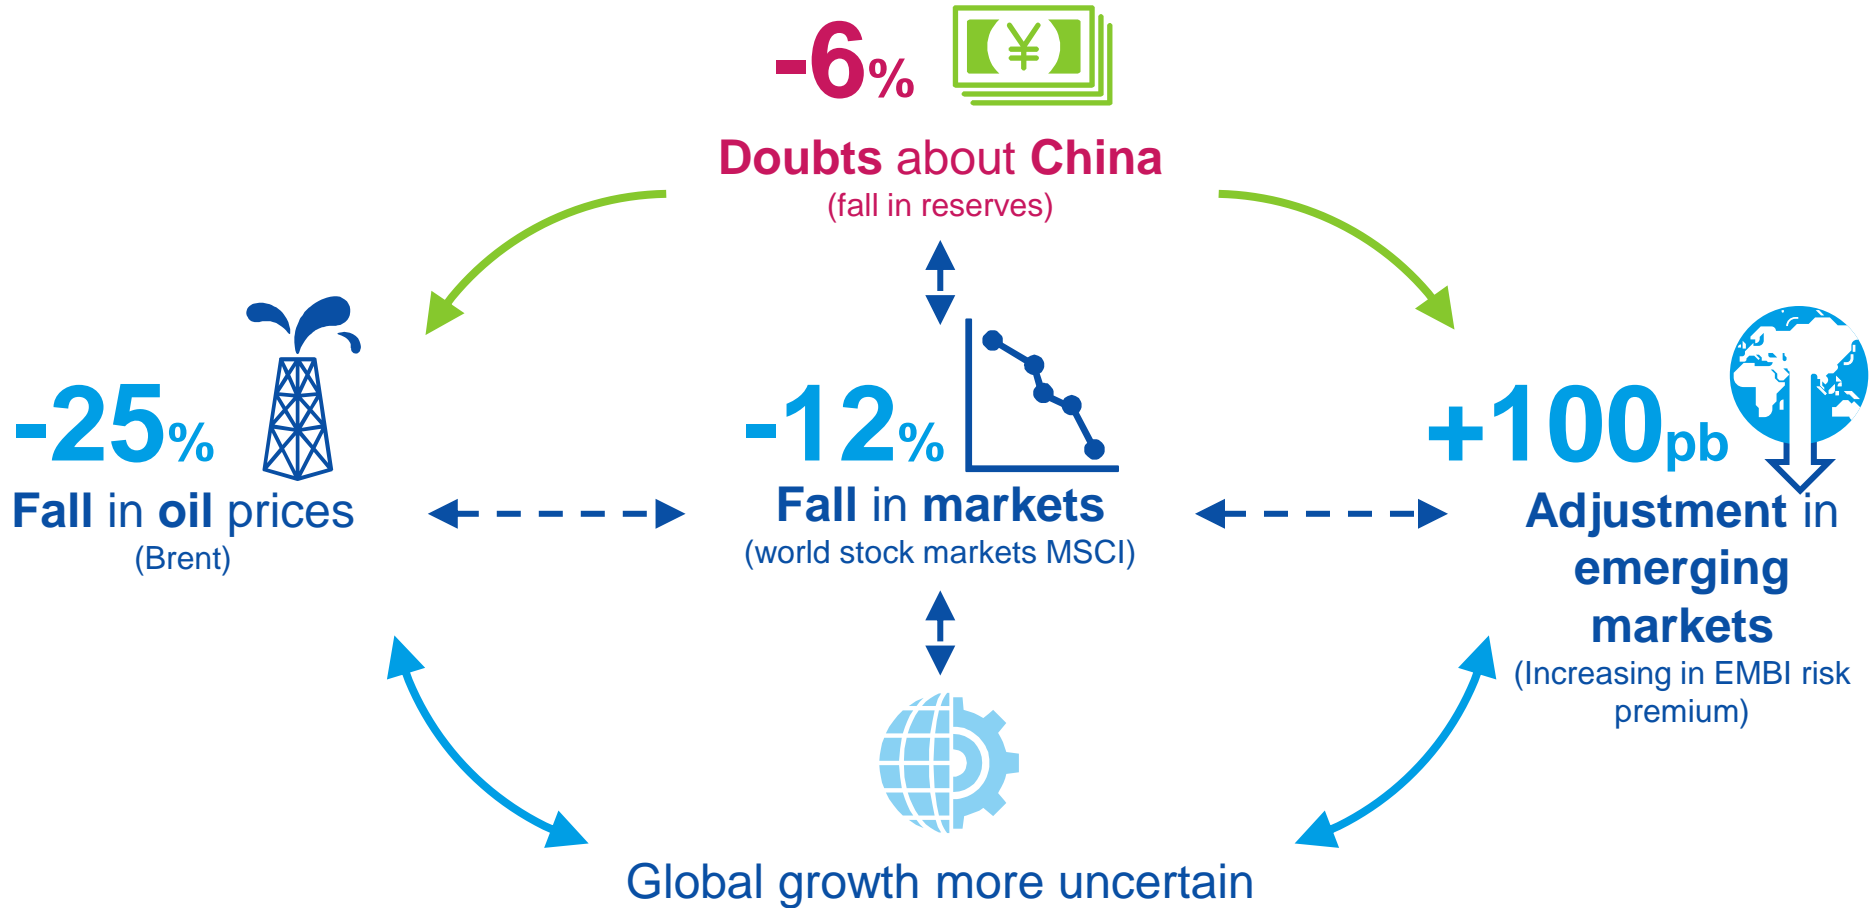 -6%
¥
Doubts about China
(fall in reserves)
-25%
Fall in oil prices
(Brent)
-12%
Fall in markets
(world stock markets MSCI)
+100pb
Adjustment in
emerging
markets
(Increasing in EMBI risk
premium)
Global growth more uncertain